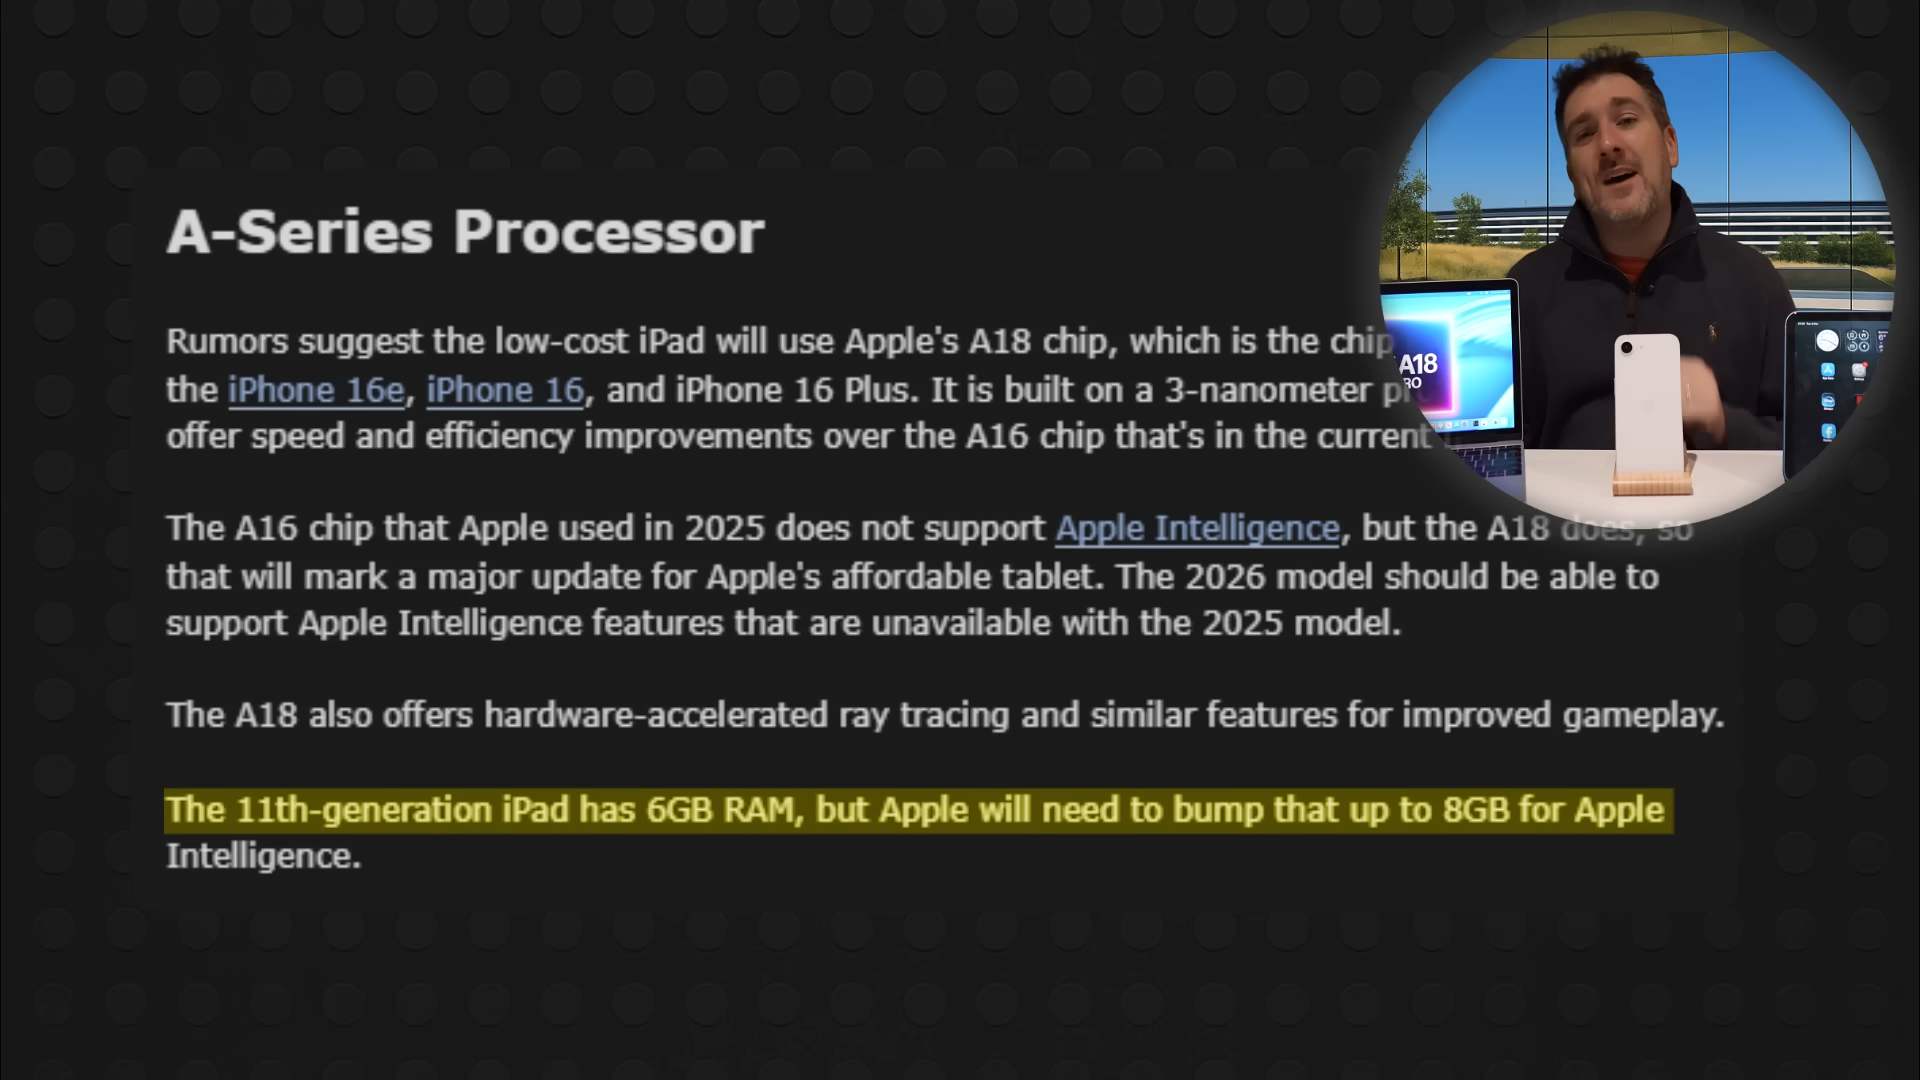 A-Series Processor
Rumors suggest the low-cost iPad will use Apple's A18 chip, which is the chip
the iPhone 16e, iPhone 16, and iPhone 16 Plus. It is built on a 3-nanometer
offer speed and efficiency improvements over the A16 chip that's in the current
The A16 chip that Apple used in 2025 does not support Apple Intelligence, but the A18 does, so
that will mark a major update for Apple's affordable tablet. The 2026 model should be able to
support Apple Intelligence features that are unavailable with the 2025 model.
The A18 also offers hardware-accelerated ray tracing and similar features for improved gameplay.
The 11th-generation iPad has 6GB RAM, but Apple will need to bump that up to 8GB for Apple
Intelligence.
A18